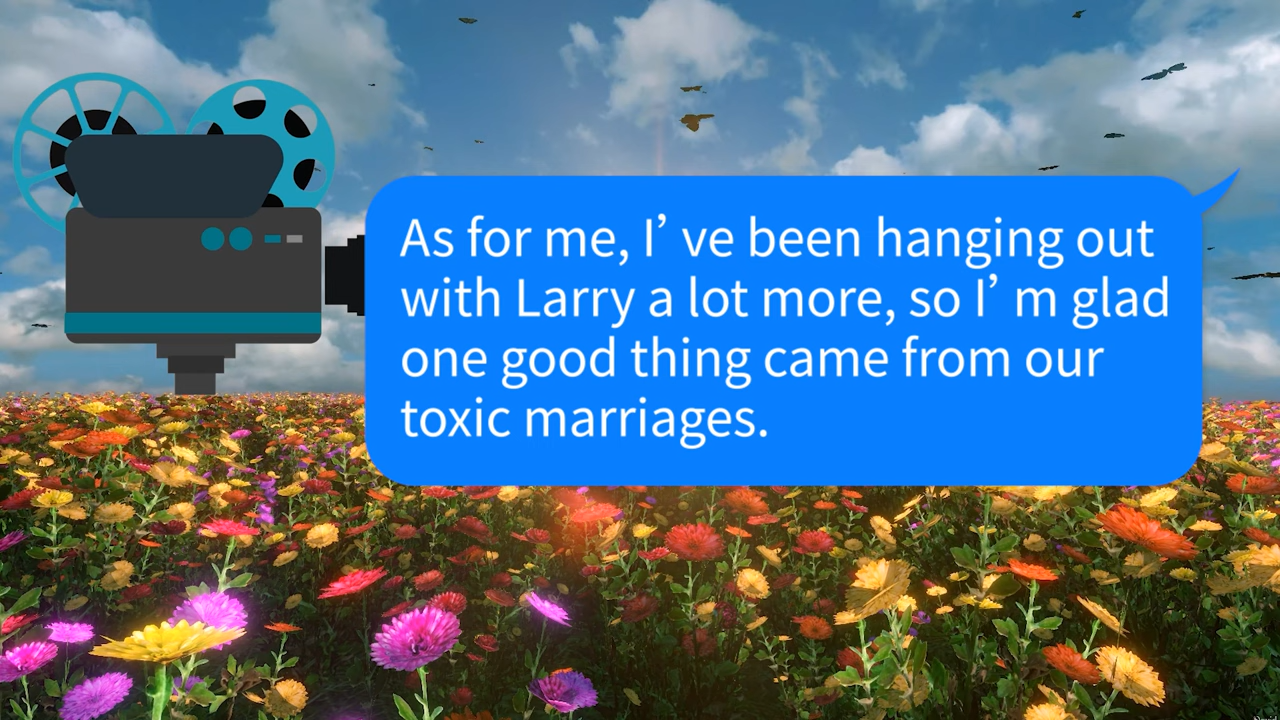 As for me, I’ ve been hanging out
with Larry a lot more, so I’ m glad
one good thing came from our
toxic marriages.